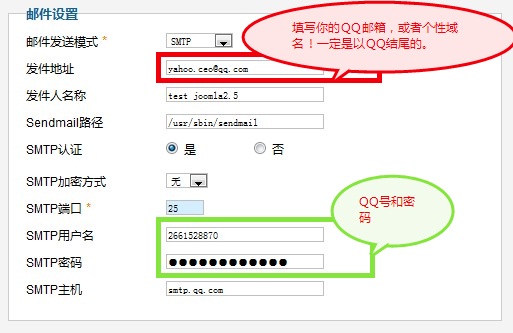 邮件设置
填写你的QQ邮箱，或者个性域
名！一定是以QQ结尾的。
邮件发送模式 * SMTP
发件地址 yahoo.ceo@qq.com
发件人名称 test joomla2.5
Sendmail路径 /usr/sbin/sendmail
SMTP认证 是 否
SMTP加密方式 无
SMTP端口 * 25
QQ号和密
码
SMTP用户名 2661528870
SMTP密码 ●●●●●●●●●●●●
SMTP主机 smtp.qq.com